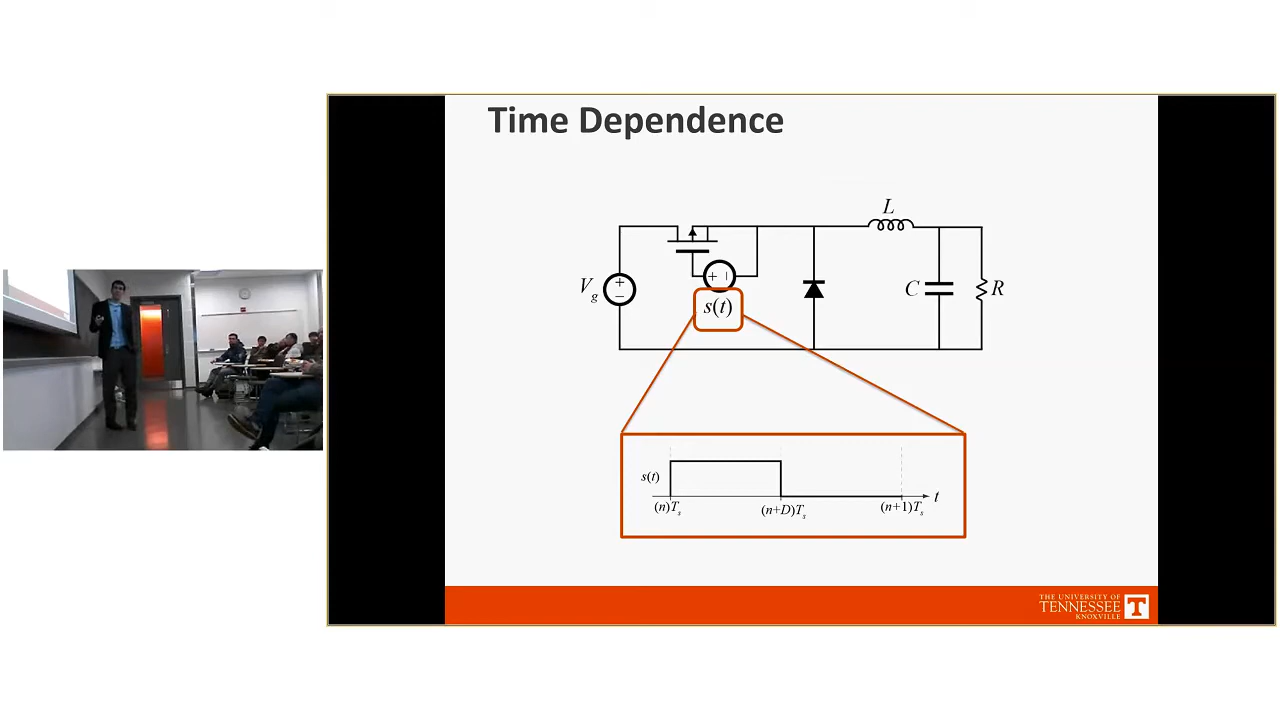 Time Dependence
L
V_g
+
−
+ |
s(t)
C
R
s(t)
(n)T_s
(n+D)T_s
(n+1)T_s
t
THE UNIVERSITY OF
TENNESSEE T
KNOXVILLE